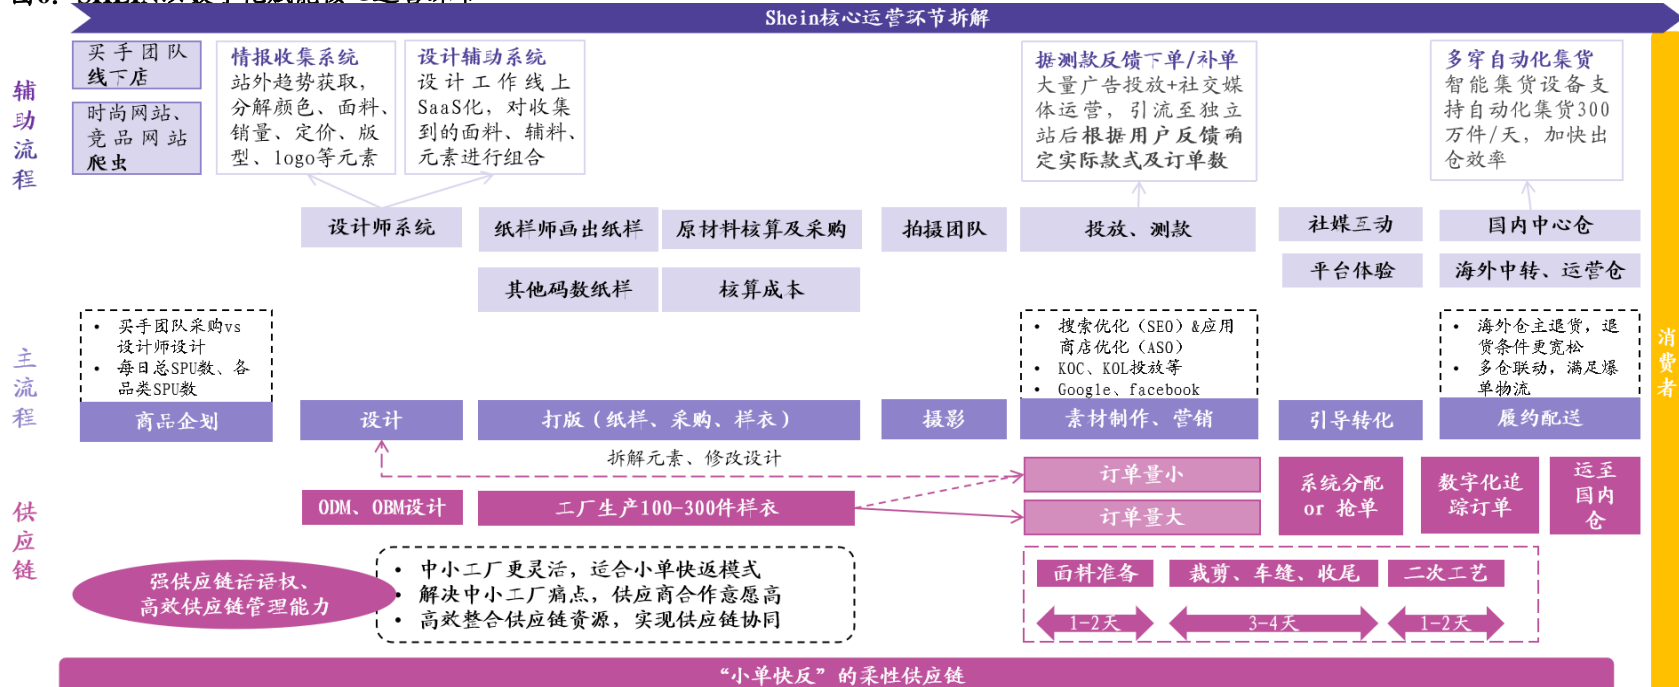 Shein核心运营环节拆解
辅助流程
买手团队
线下店
时尚网站、
竞品网站
爬虫
情报收集系统
站外趋势获取，
分解颜色、面料、
销量、定价、版
型、logo等元素
设计辅助系统
设计工作线上
SaaS化，对收集
到的面料、辅料、
元素进行组合
据测款反馈下单/补单
大量广告投放+社交媒
体运营，引流至独立
站后根据用户反馈确
定实际款式及订单数
多穿自动化集货
智能集货设备支
持自动化集货300
万件/天，加快出
仓效率
设计师系统
纸样师画出纸样
原材料核算及采购
拍摄团队
投放、测款
社媒互动
国内中心仓
其他码数纸样
核算成本
平台体验
海外中转、运营仓
主流程
• 买手团队采购vs
设计师设计
• 每日总SPU数、各
品类SPU数
• 搜索优化（SEO）&应用
商店优化（ASO）
• KOC、KOL投放等
• Google、facebook
• 海外仓主退货，退
货条件更宽松
• 多仓联动，满足爆
单物流
商品企划
设计
打版（纸样、采购、样衣）
摄影
素材制作、营销
引导转化
履约配送
消费者
拆解元素、修改设计
供应链
ODM、OBM设计
工厂生产100-300件样衣
订单量小
订单量大
系统分配
or 抢单
数字化追
踪订单
运至
国内
仓
强供应链话语权、
高效供应链管理能力
• 中小工厂更灵活，适合小单快返模式
• 解决中小工厂痛点，供应商合作意愿高
• 高效整合供应链资源，实现供应链协同
面料准备
裁剪、车缝、收尾
二次工艺
1-2天
3-4天
1-2天
“小单快反”的柔性供应链